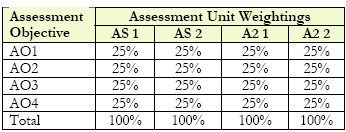 Assessment Objective Assessment Unit Weightings
AS 1 AS 2 A2 1 A2 2
AO1 25% 25% 25% 25%
AO2 25% 25% 25% 25%
AO3 25% 25% 25% 25%
AO4 25% 25% 25% 25%
Total 100% 100% 100% 100%